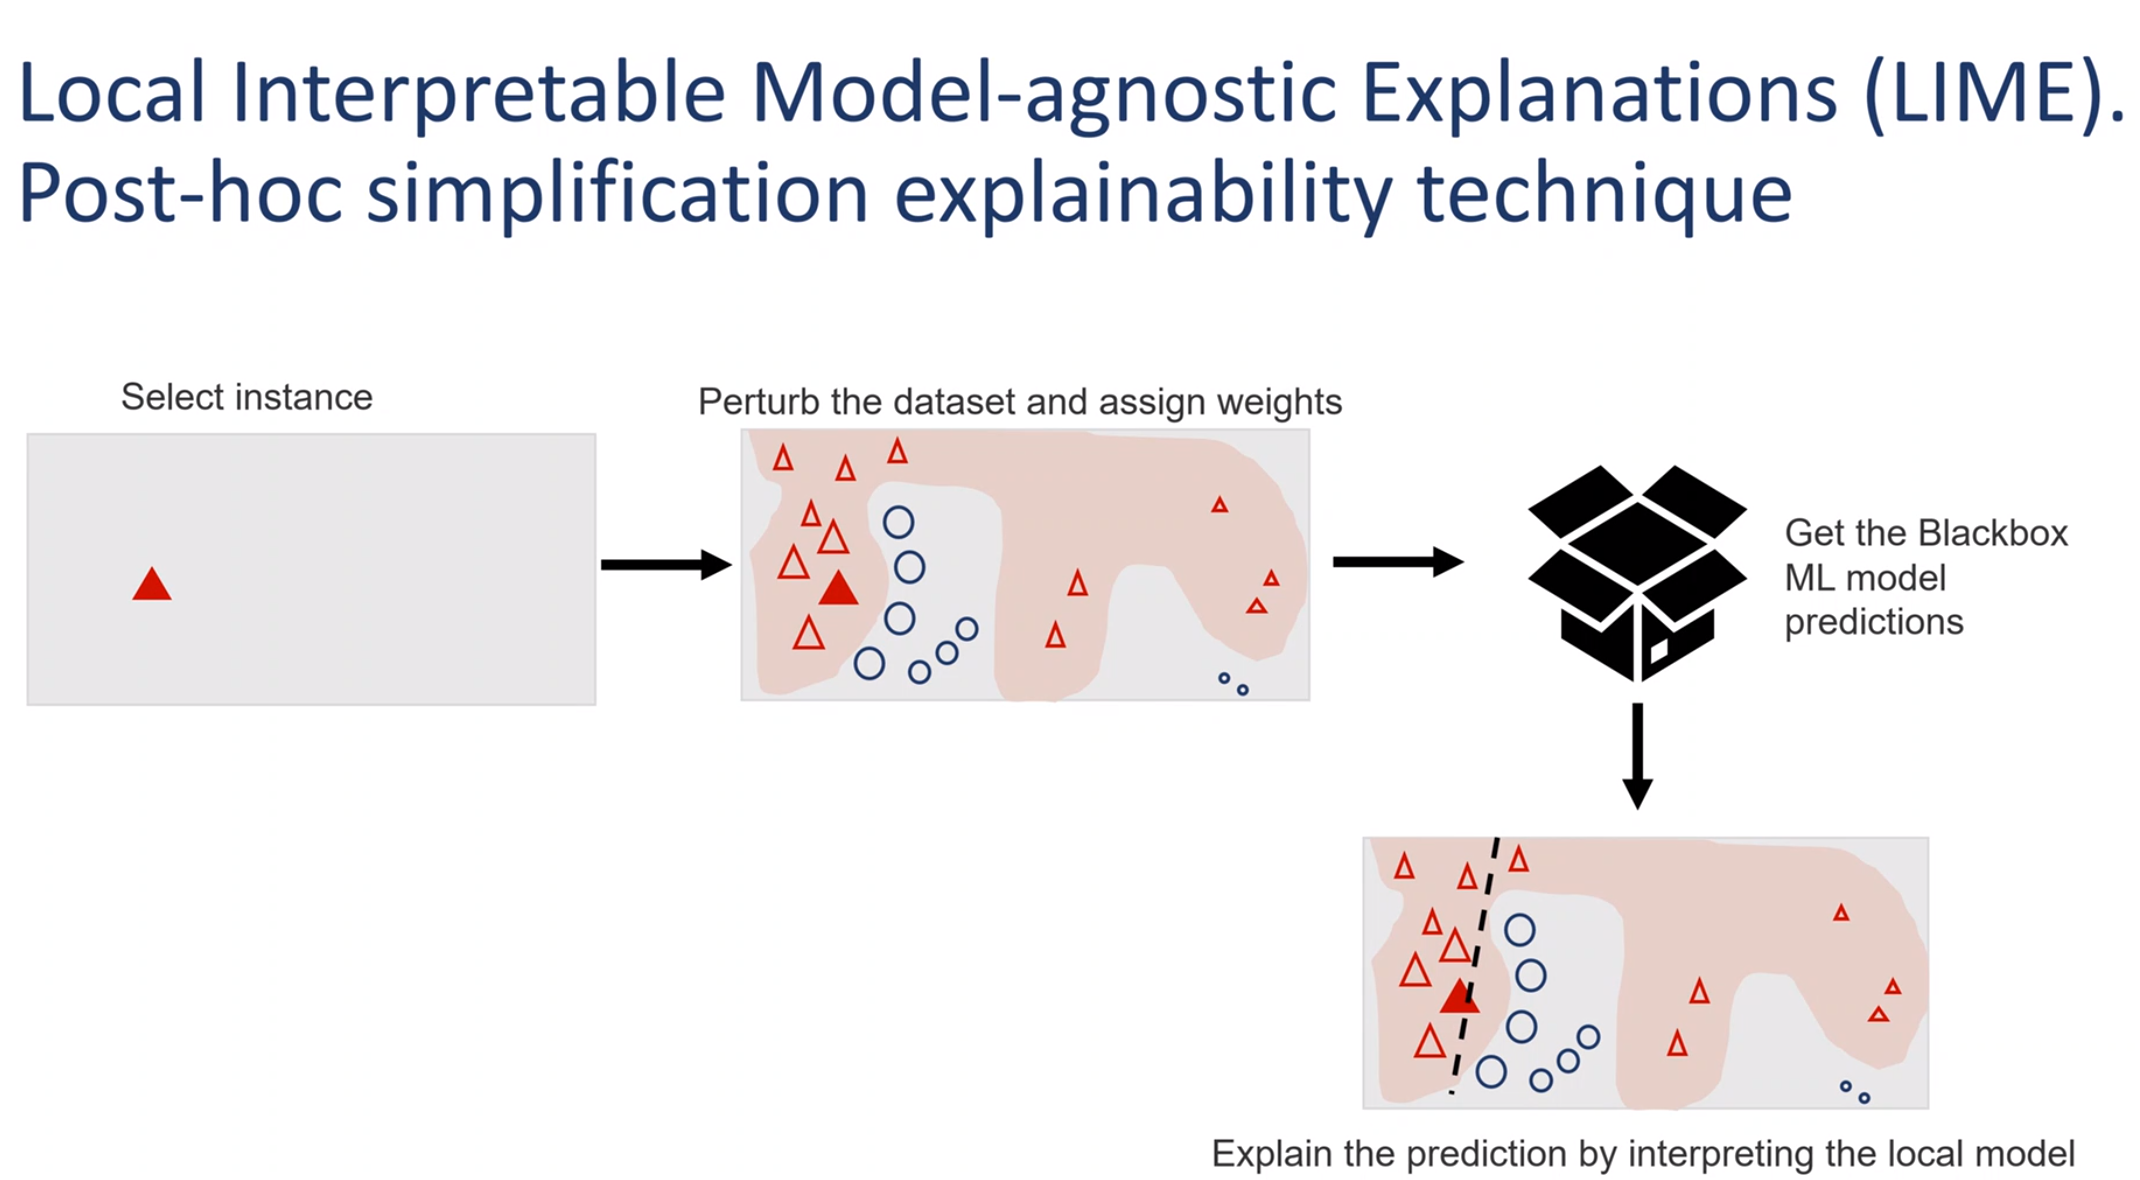 Local Interpretable Model-agnostic Explanations (LIME).
Post-hoc simplification explainability technique
Select instance
Perturb the dataset and assign weights
Get the Blackbox
ML model
predictions
Explain the prediction by interpreting the local model